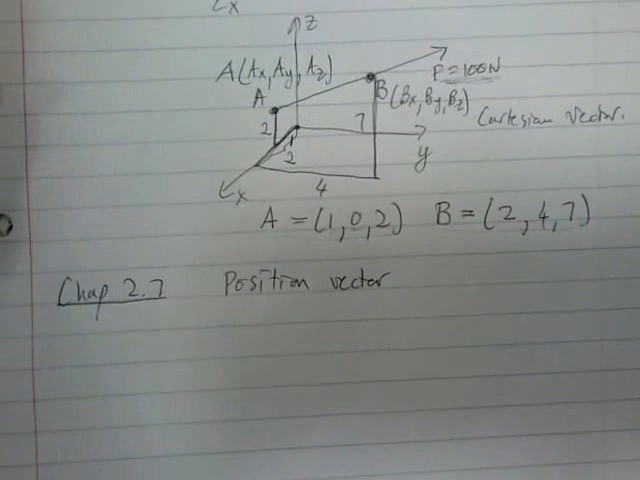 x
z
A(Ax, Ay, Az)
F = 100N
A
B(Bx, By, Bz)
2
7
Cartesian Vector.
1
2
y
4
x
A = (1, 0, 2) B = (2, 4, 7)
Chap 2.7 Position vector